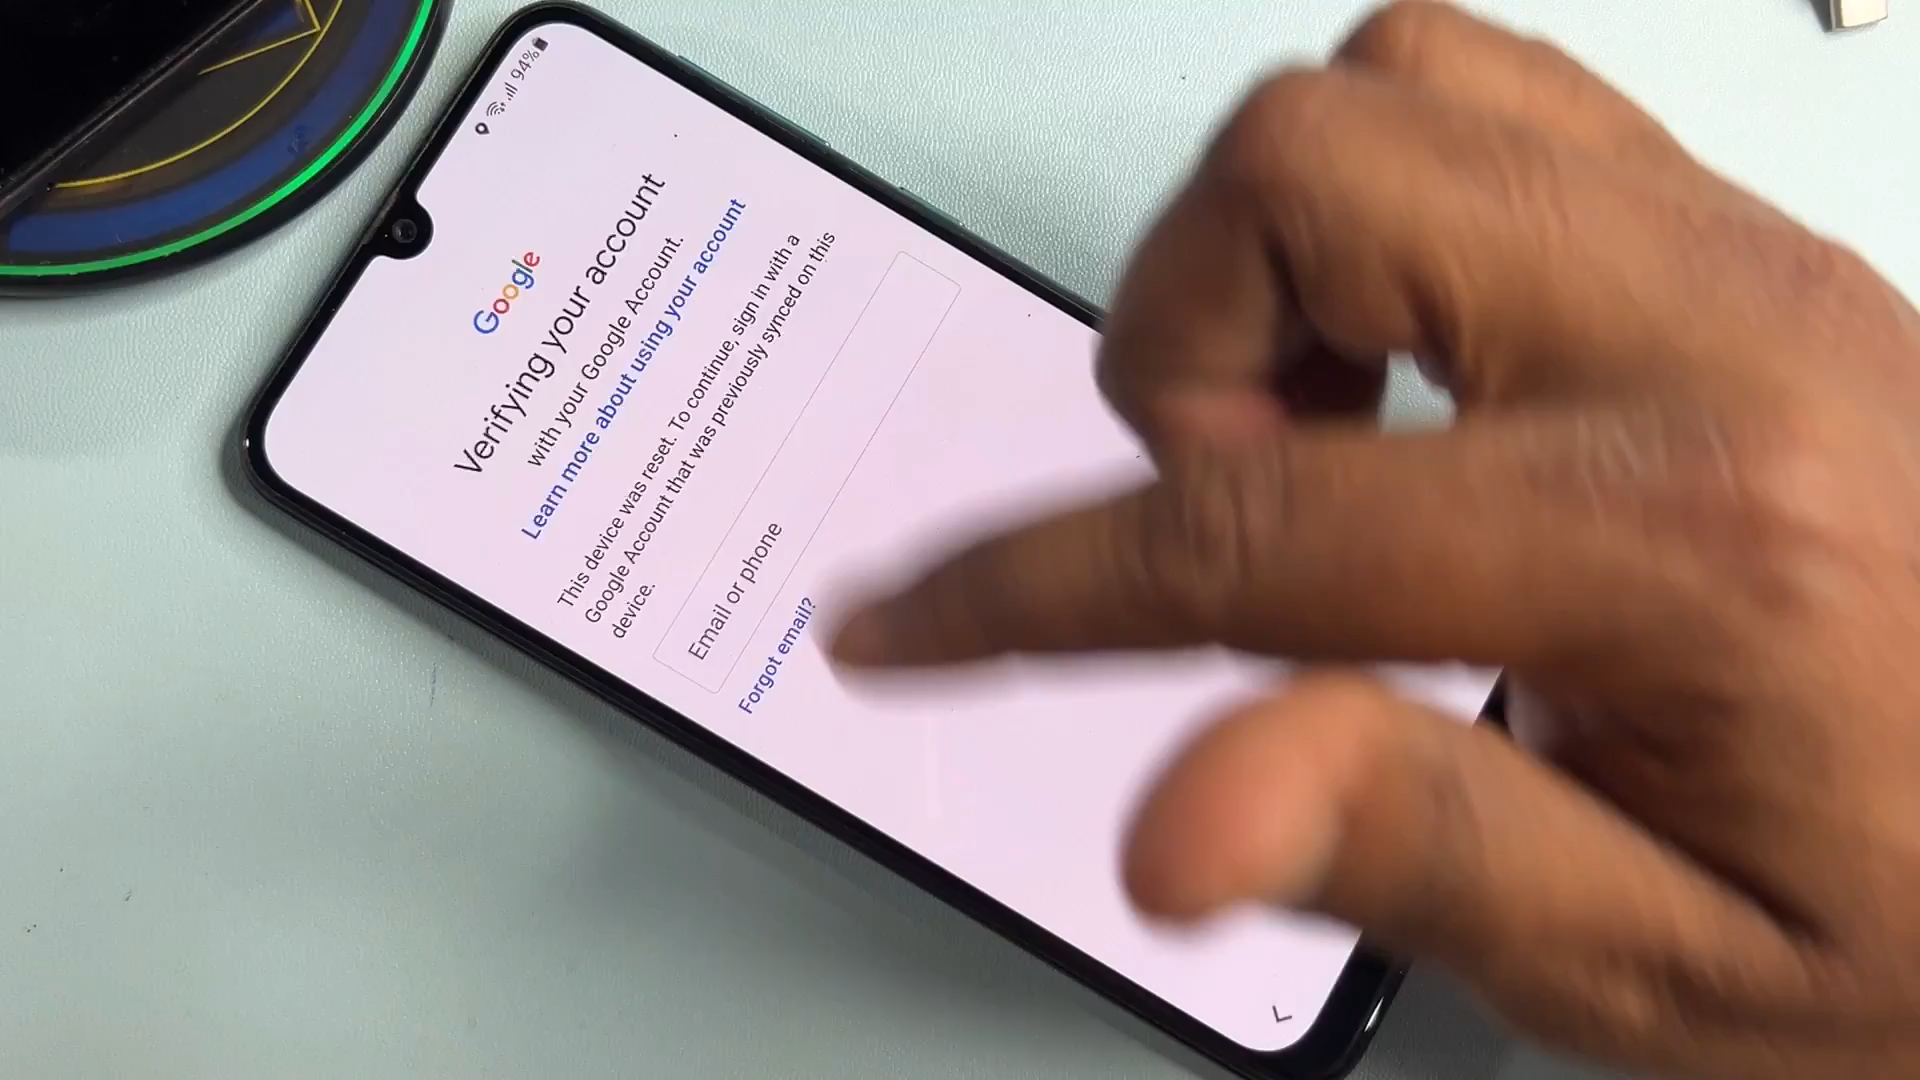 94%
Google
Verifying your account
with your Google Account.
Learn more about using your account
This device was reset. To continue, sign in with a
Google Account that was previously synced on this
device.
Email or phone
Forgot email?